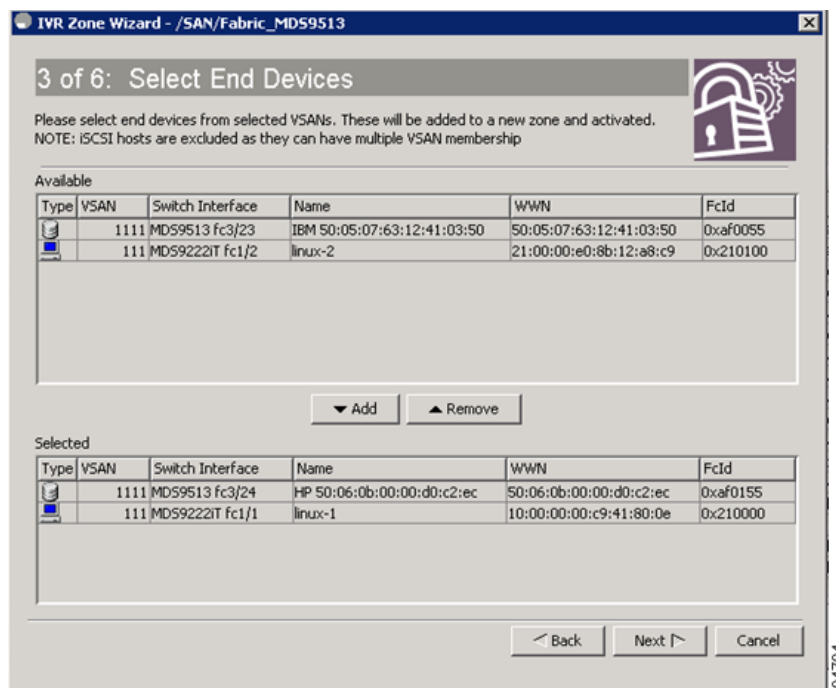 IVR Zone Wizard - /SAN/Fabric_MDS9513
3 of 6: Select End Devices
Please select end devices from selected VSANs. These will be added to a new zone and activated.
NOTE: iSCSI hosts are excluded as they can have multiple VSAN membership
Available
Type VSAN Switch Interface Name WWN FcId
1111 MDS9513 fc3/23 IBM 50:05:07:63:12:41:03:50 50:05:07:63:12:41:03:50 0xaf0055
111 MDS9222iT fc1/2 linux-2 21:00:00:e0:8b:12:a8:c9 0x210100
Add Remove
Selected
Type VSAN Switch Interface Name WWN FcId
1111 MDS9513 fc3/24 HP 50:06:0b:00:00:d0:c2:ec 50:06:0b:00:00:d0:c2:ec 0xaf0155
111 MDS9222iT fc1/1 linux-1 10:00:00:00:c9:41:80:0e 0x210000
Back Next Cancel